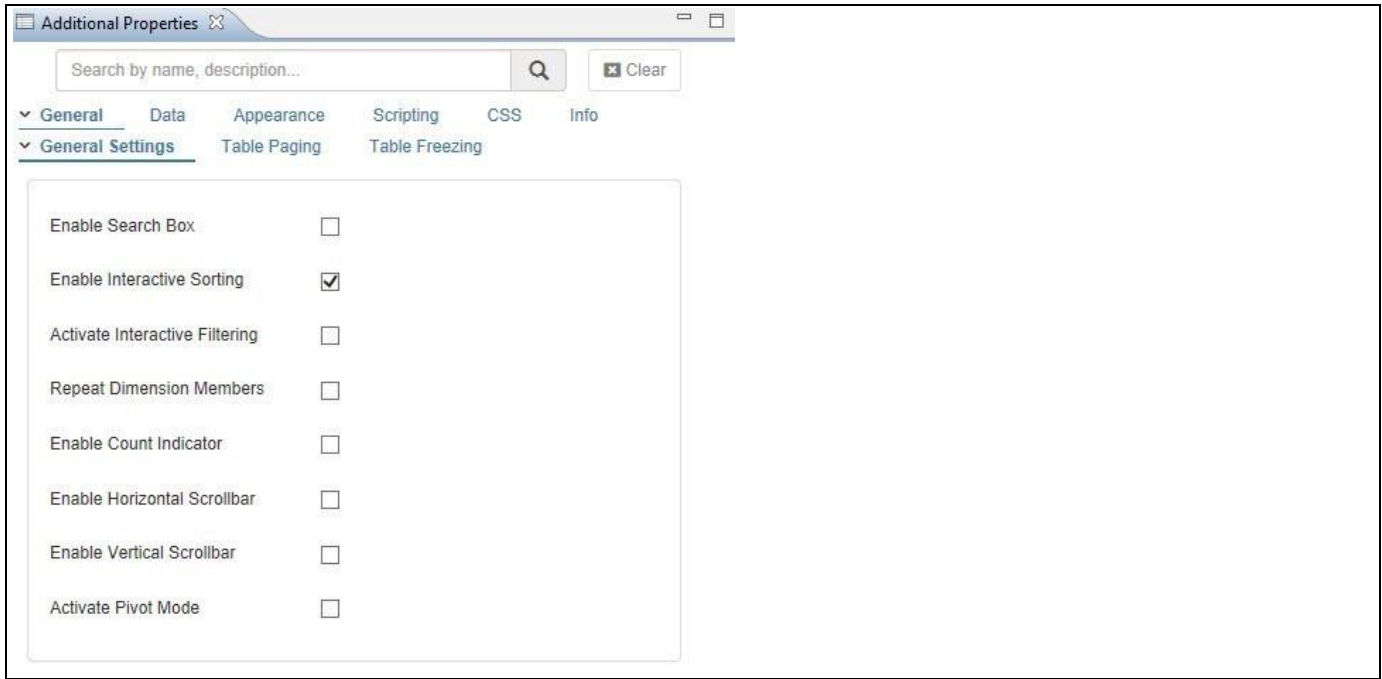 Additional Properties
Search by name, description...
Clear
General Data Appearance Scripting CSS Info
General Settings Table Paging Table Freezing
Enable Search Box
Enable Interactive Sorting
Activate Interactive Filtering
Repeat Dimension Members
Enable Count Indicator
Enable Horizontal Scrollbar
Enable Vertical Scrollbar
Activate Pivot Mode